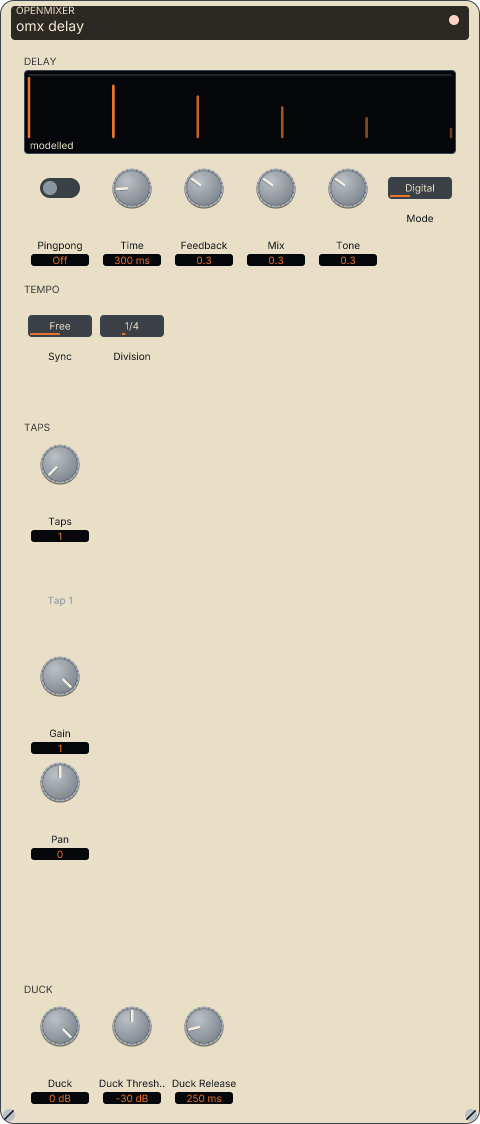 OPENMIXER
omx delay
DELAY
modelled
Digital
Mode
Pingpong Time Feedback Mix Tone
Off 300 ms 0.3 0.3 0.3
TEMPO
Free 1/4
Sync Division
TAPS
Taps
1
Tap 1
Gain
1
Pan
0
DUCK
Duck Duck Thresh.. Duck Release
0 dB -30 dB 250 ms